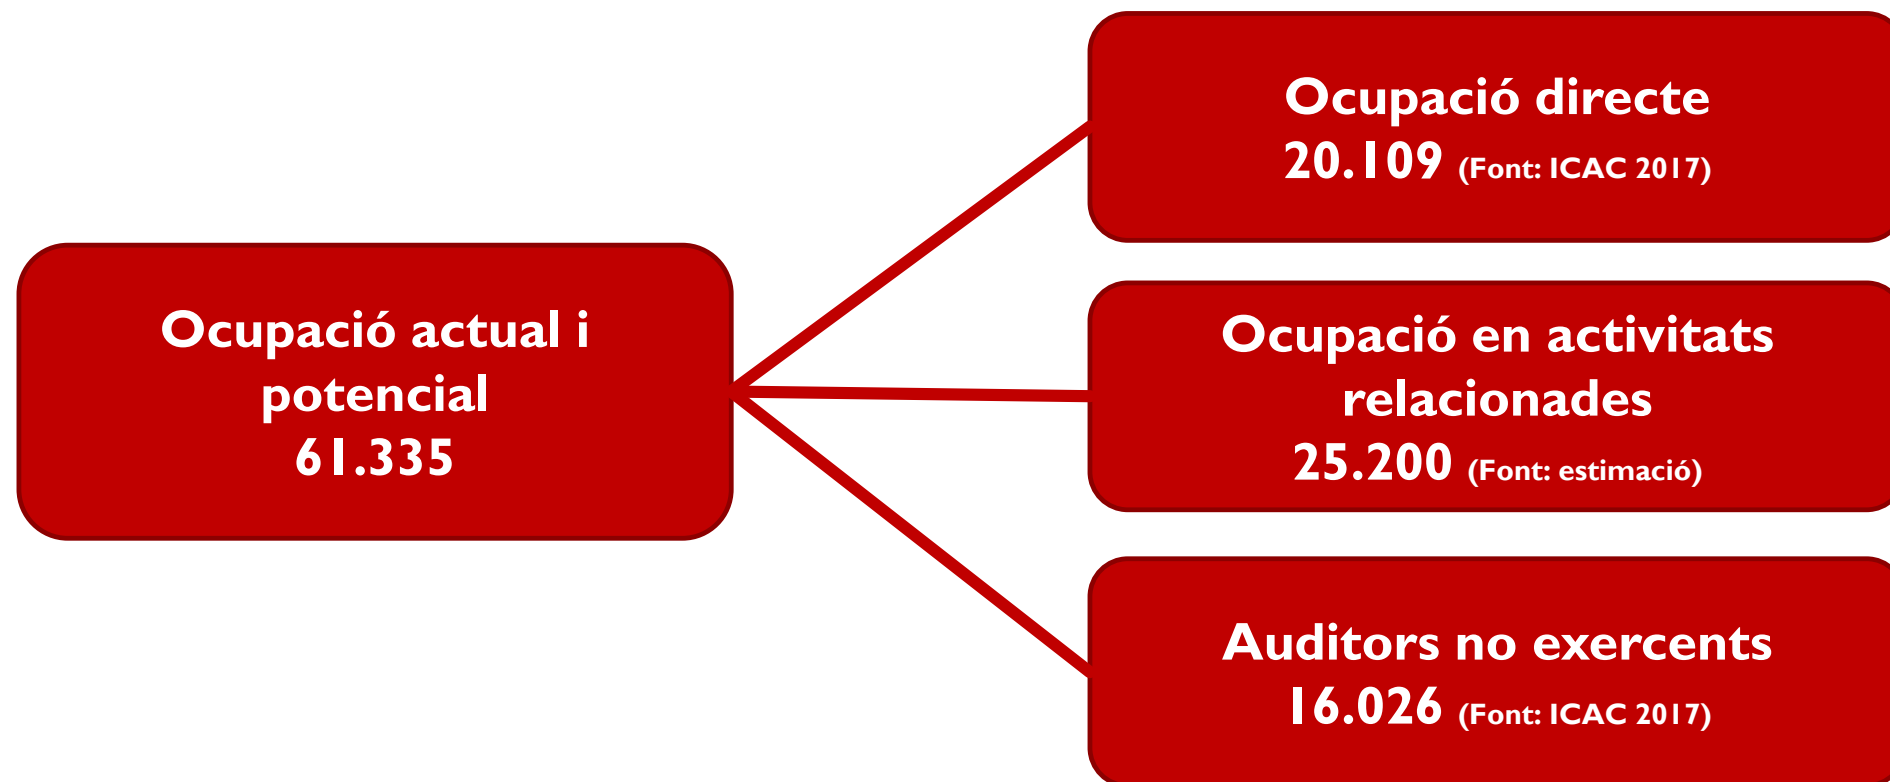 Ocupació actual i
potencial
61.335
Ocupació directe
20.109 (Font: ICAC 2017)
Ocupació en activitats
relacionades
25.200 (Font: estimació)
Auditors no exercents
16.026 (Font: ICAC 2017)